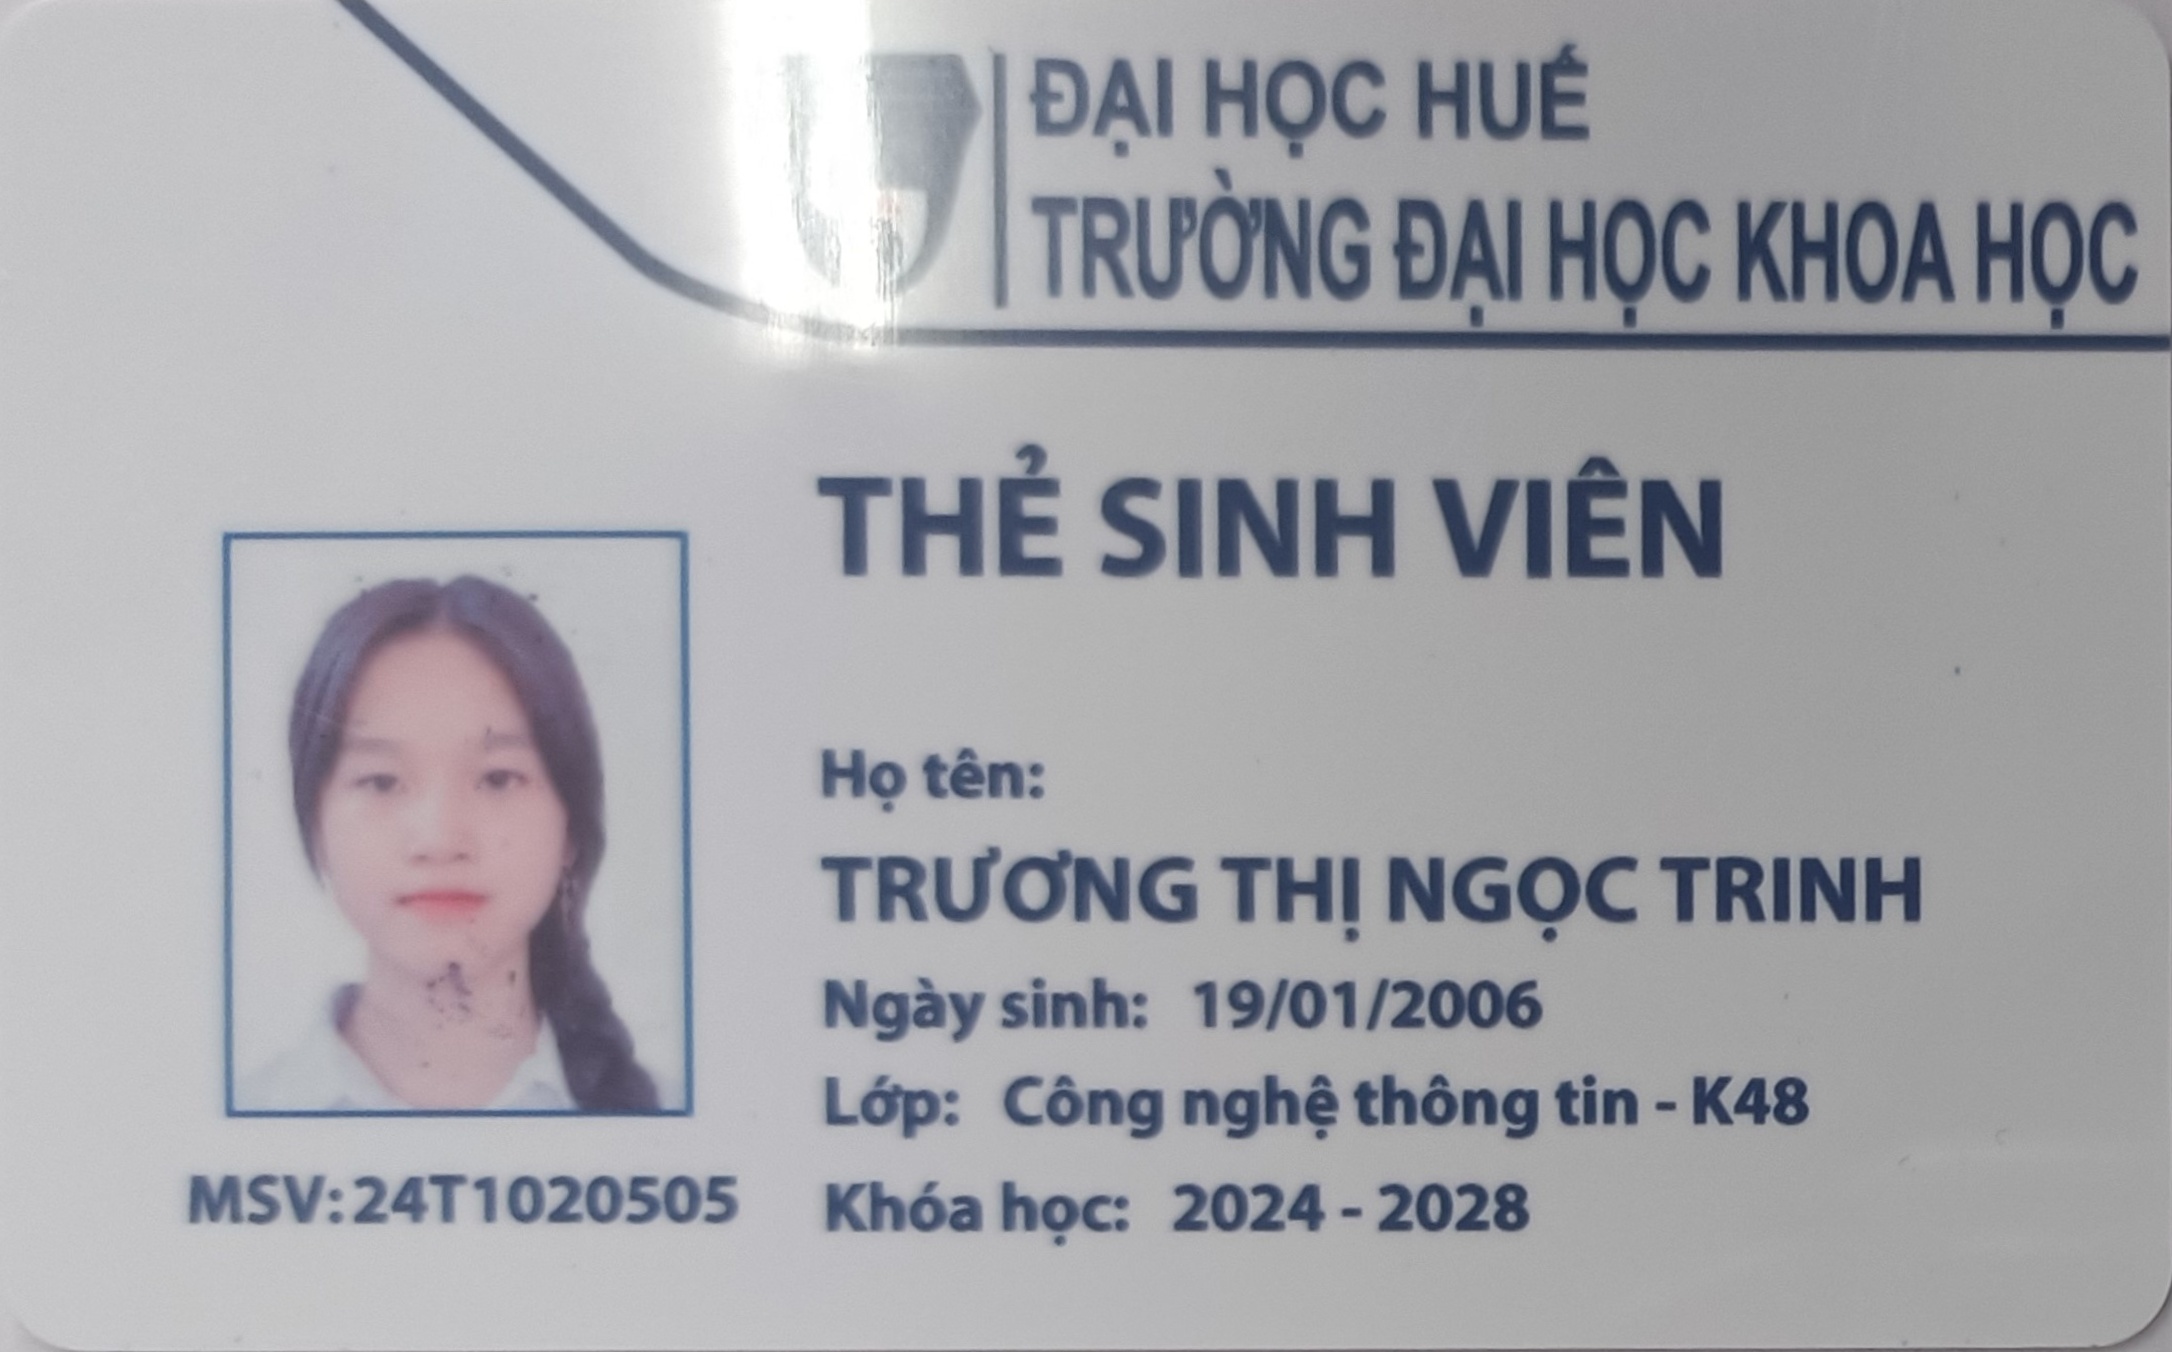 ĐẠI HỌC HUẾ
TRƯỜNG ĐẠI HỌC KHOA HỌC
THẺ SINH VIÊN
Họ tên:
TRƯƠNG THỊ NGỌC TRINH
Ngày sinh: 19/01/2006
Lớp: Công nghệ thông tin - K48
MSV:24T1020505
Khóa học: 2024 - 2028